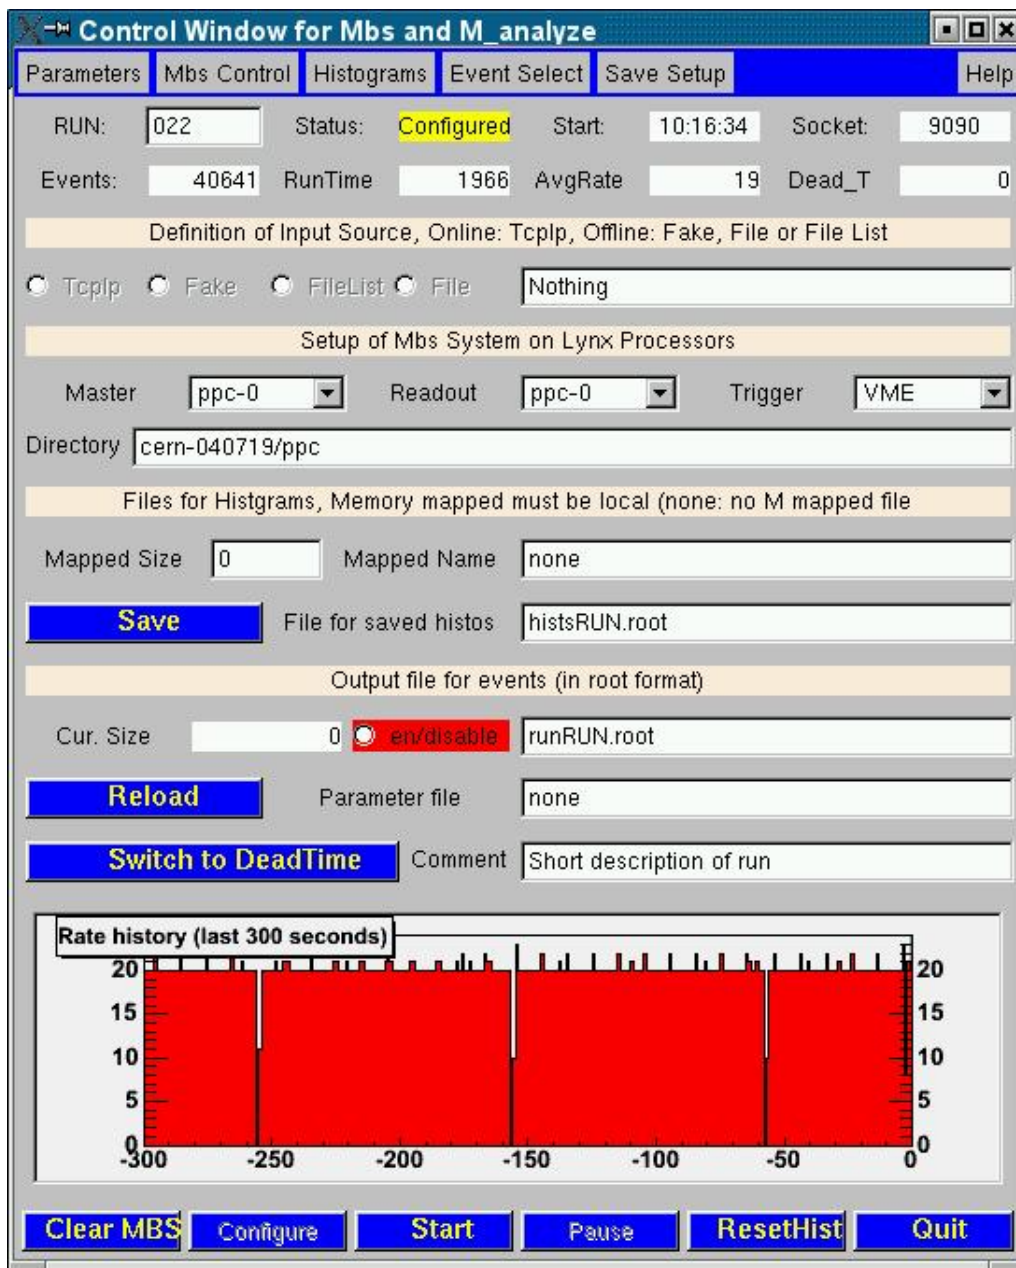 Control Window for Mbs and M_analyze
Parameters Mbs Control Histograms Event Select Save Setup Help
RUN: 022 Status: Configured Start: 10:16:34 Socket: 9090
Events: 40641 RunTime 1966 AvgRate 19 Dead_T 0
Definition of Input Source, Online: TcpIp, Offline: Fake, File or File List
TcpIp Fake FileList File Nothing
Setup of Mbs System on Lynx Processors
Master ppc-0 Readout ppc-0 Trigger VME
Directory cern-040719/ppc
Files for Histgrams, Memory mapped must be local (none: no M mapped file
Mapped Size 0 Mapped Name none
Save File for saved histos histsRUN.root
Output file for events (in root format)
Cur. Size 0 en/disable runRUN.root
Reload Parameter file none
Switch to DeadTime Comment Short description of run
Rate history (last 300 seconds)
20 20
15 15
10 10
5 5
0 0
-300 -250 -200 -150 -100 -50 0
Clear MBS Configure Start Pause ResetHist Quit